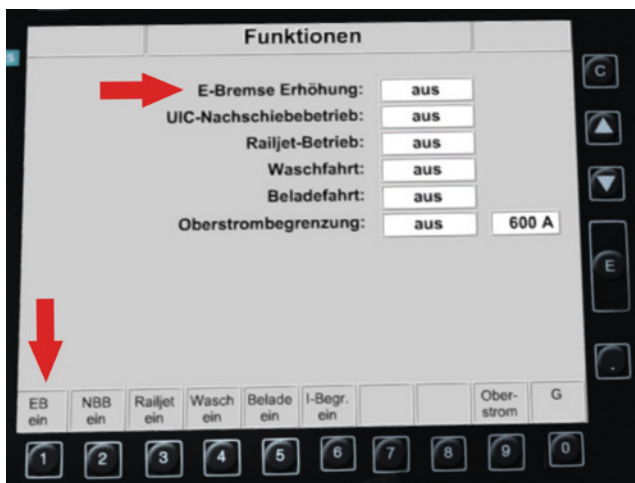 Funktionen
E-Bremse Erhöhung: aus
UIC-Nachschiebebetrieb: aus
Railjet-Betrieb: aus
Waschfahrt: aus
Beladefahrt: aus
Oberstrombegrenzung: aus 600 A
EB ein
NBB ein
Railjet ein
Wasch ein
Belade ein
I-Begr. ein
Ober-strom
G
1 2 3 4 5 6 7 8 9 0
C
E
.
S